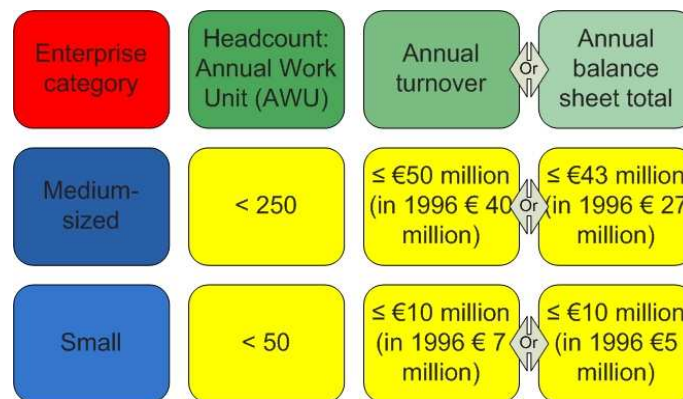 Enterprise
category
Headcount:
Annual Work
Unit (AWU)
Annual
turnover
Or
Annual
balance
sheet total
Medium-
sized
< 250
≤ €50 million
(in 1996 € 40
million)
Or
≤ €43 million
(in 1996 € 27
million)
Small
< 50
≤ €10 million
(in 1996 € 7
million)
Or
≤ €10 million
(in 1996 €5
million)